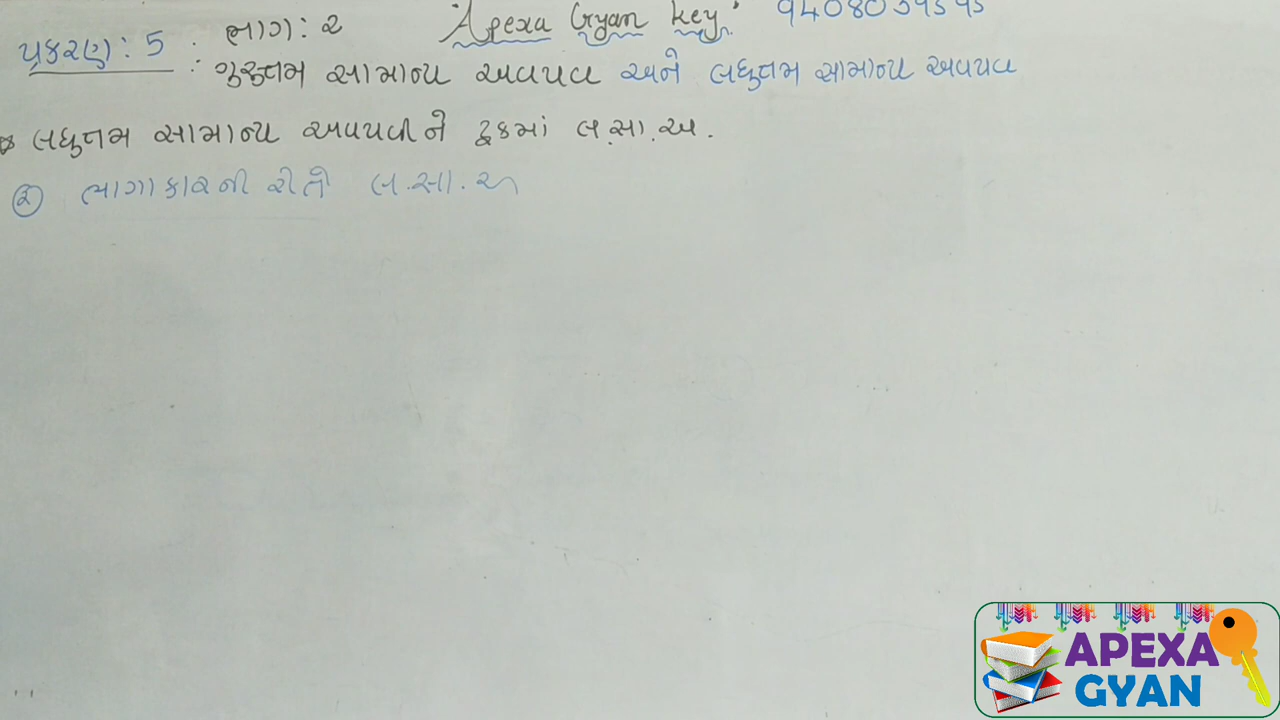 પ્રકરણ: 5 : ભાગ: ૨ "Apexa Gyan key"
: ગુરુતમ સામાન્ય અવયવ અને લઘુતમ સામાન્ય અવયવ
લઘુતમ સામાન્ય અવયવીને ટુકમાં લ.સા.અ.
② ભાગાકારની રીતે લ.સા.અ
APEXA
GYAN